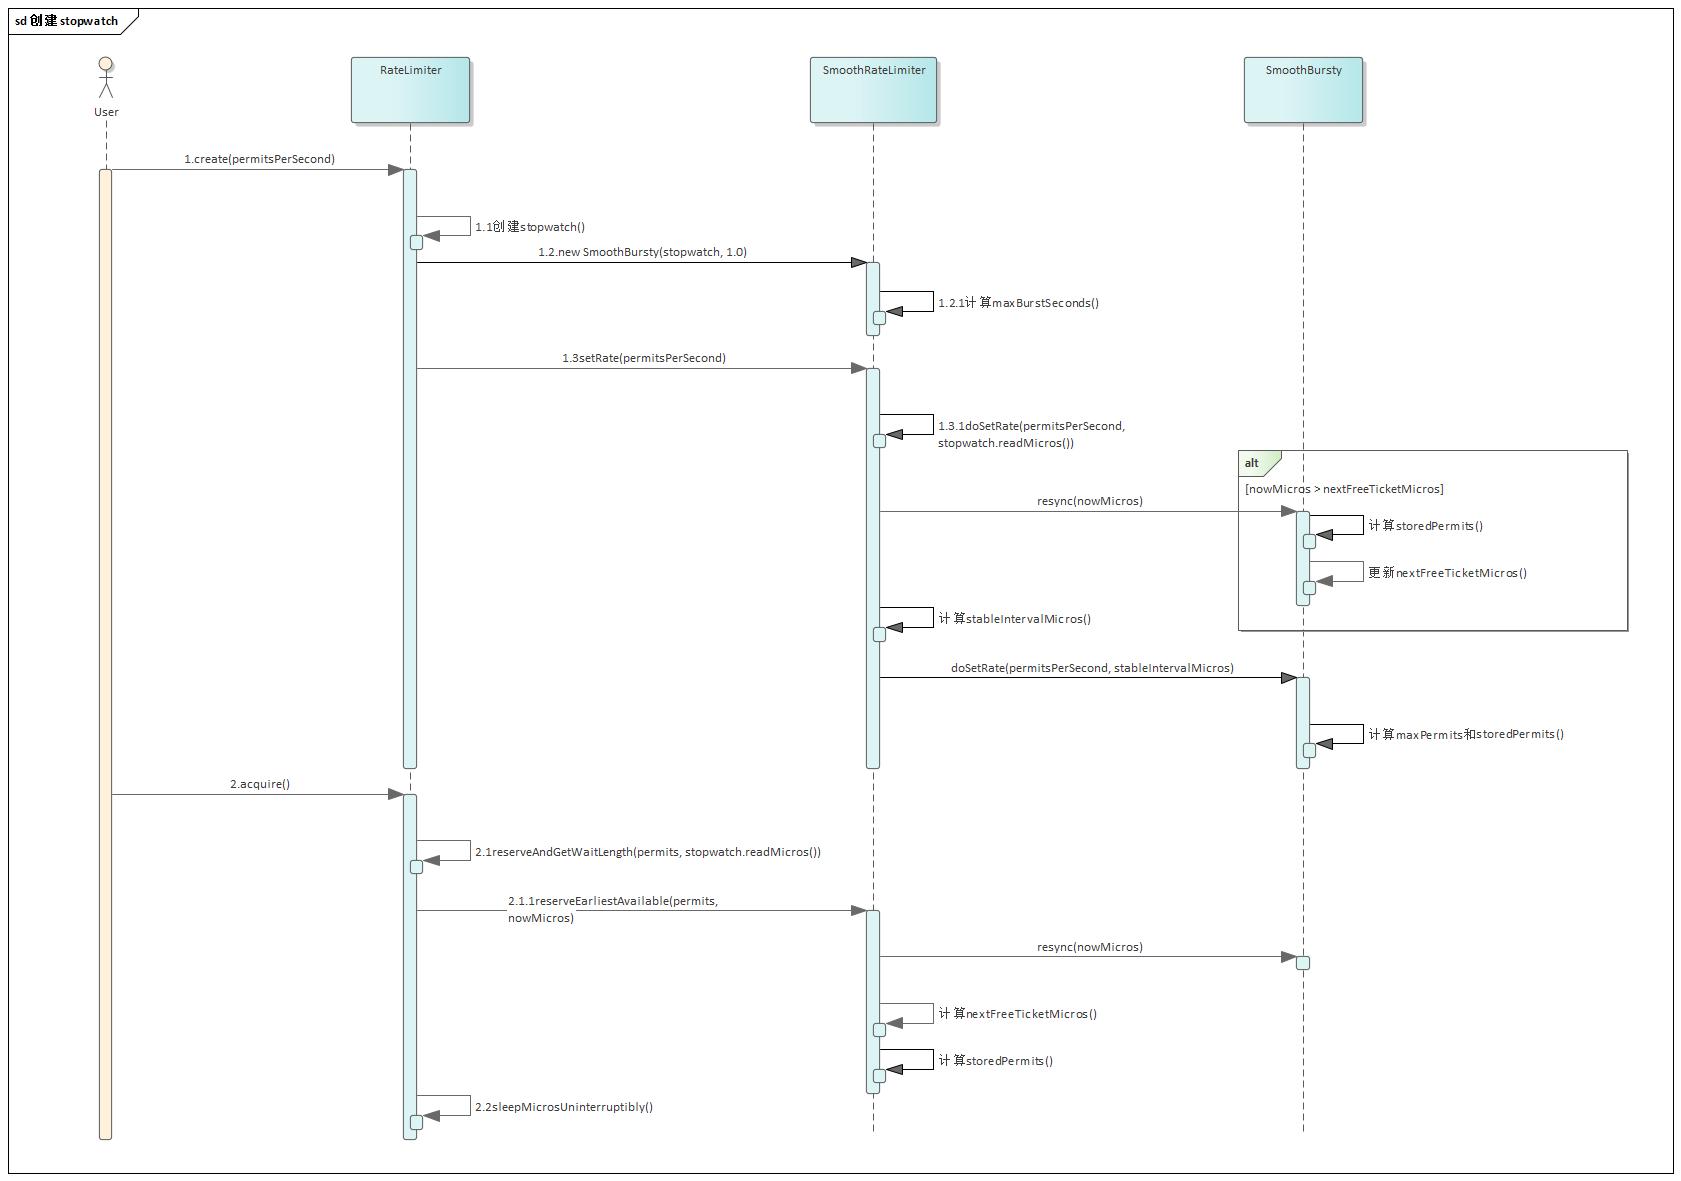 sd 创建 stopwatch
User
RateLimiter
SmoothRateLimiter
SmoothBursty
1.create(permitsPerSecond)
1.1创建stopwatch()
1.2.new SmoothBursty(stopwatch, 1.0)
1.2.1计算maxBurstSeconds()
1.3setRate(permitsPerSecond)
1.3.1doSetRate(permitsPerSecond,
stopwatch.readMicros())
alt
[nowMicros > nextFreeTicketMicros]
resync(nowMicros)
计算storedPermits()
更新nextFreeTicketMicros()
计算stableIntervalMicros()
doSetRate(permitsPerSecond, stableIntervalMicros)
计算maxPermits和storedPermits()
2.acquire()
2.1reserveAndGetWaitLength(permits, stopwatch.readMicros())
2.1.1reserveEarliestAvailable(permits,
nowMicros)
resync(nowMicros)
计算nextFreeTicketMicros()
计算storedPermits()
2.2sleepMicrosUninterruptibly()